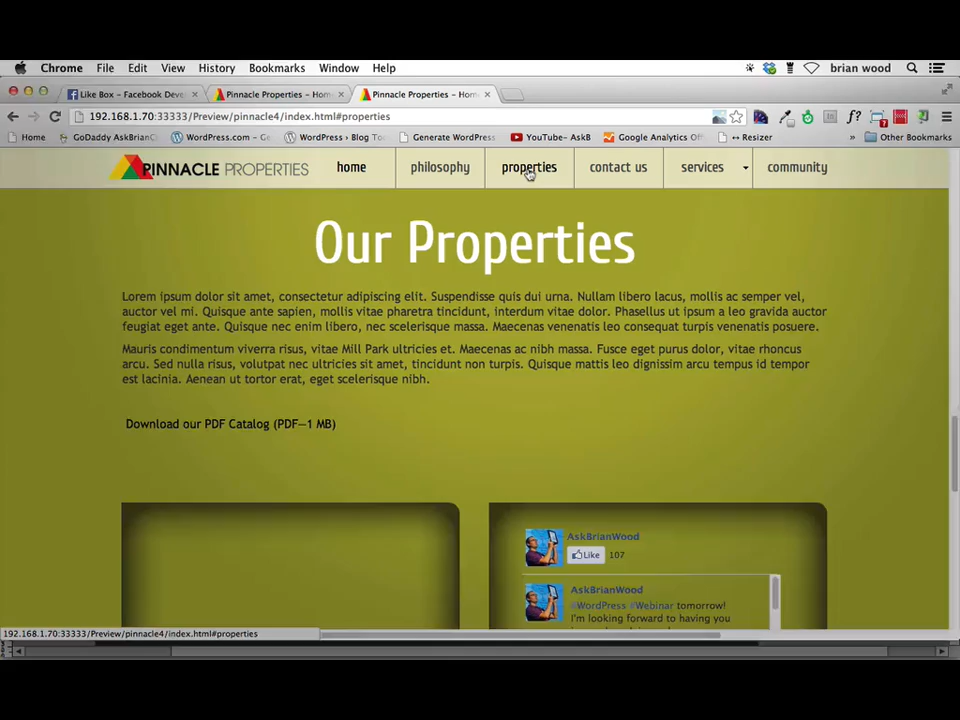 Chrome File Edit View History Bookmarks Window Help brian wood
Like Box – Facebook Deve Pinnacle Properties – Hom Pinnacle Properties – Hom
192.168.1.70:33333/Preview/pinnacle4/index.html#properties
Home GoDaddy AskBrianC WordPress.com – Ge WordPress › Blog Too Generate WordPress YouTube- AskB Google Analytics Of ↔ Resizer » Other Bookmarks
PINNACLE PROPERTIES home philosophy properties contact us services community
Our Properties
Lorem ipsum dolor sit amet, consectetur adipiscing elit. Suspendisse quis dui urna. Nullam libero lacus, mollis ac semper vel,
auctor vel mi. Quisque ante sapien, mollis vitae pharetra tincidunt, interdum vitae dolor. Phasellus ut ipsum a leo gravida auctor
feugiat eget ante. Quisque nec enim libero, nec scelerisque massa. Maecenas venenatis leo consequat turpis venenatis posuere.
Mauris condimentum viverra risus, vitae Mill Park ultricies et. Maecenas ac nibh massa. Fusce eget purus dolor, vitae rhoncus
arcu. Sed nulla risus, volutpat nec ultricies sit amet, tincidunt non turpis. Quisque mattis leo dignissim arcu tempus id tempor
est lacinia. Aenean ut tortor erat, eget scelerisque nibh.
Download our PDF Catalog (PDF—1 MB)
AskBrianWood
Like 107
AskBrianWood
#WordPress #Webinar tomorrow!
I'm looking forward to having you
192.168.1.70:33333/Preview/pinnacle4/index.html#properties